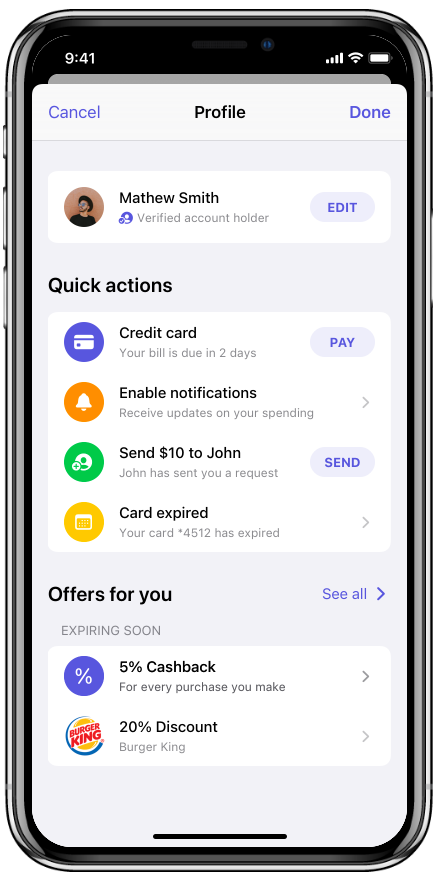 9:41
Cancel Profile Done
Mathew Smith
Verified account holder
EDIT
Quick actions
Credit card
Your bill is due in 2 days
PAY
Enable notifications
Receive updates on your spending
Send $10 to John
John has sent you a request
SEND
Card expired
Your card *4512 has expired
Offers for you See all
EXPIRING SOON
%
5% Cashback
For every purchase you make
BURGER
KING
20% Discount
Burger King